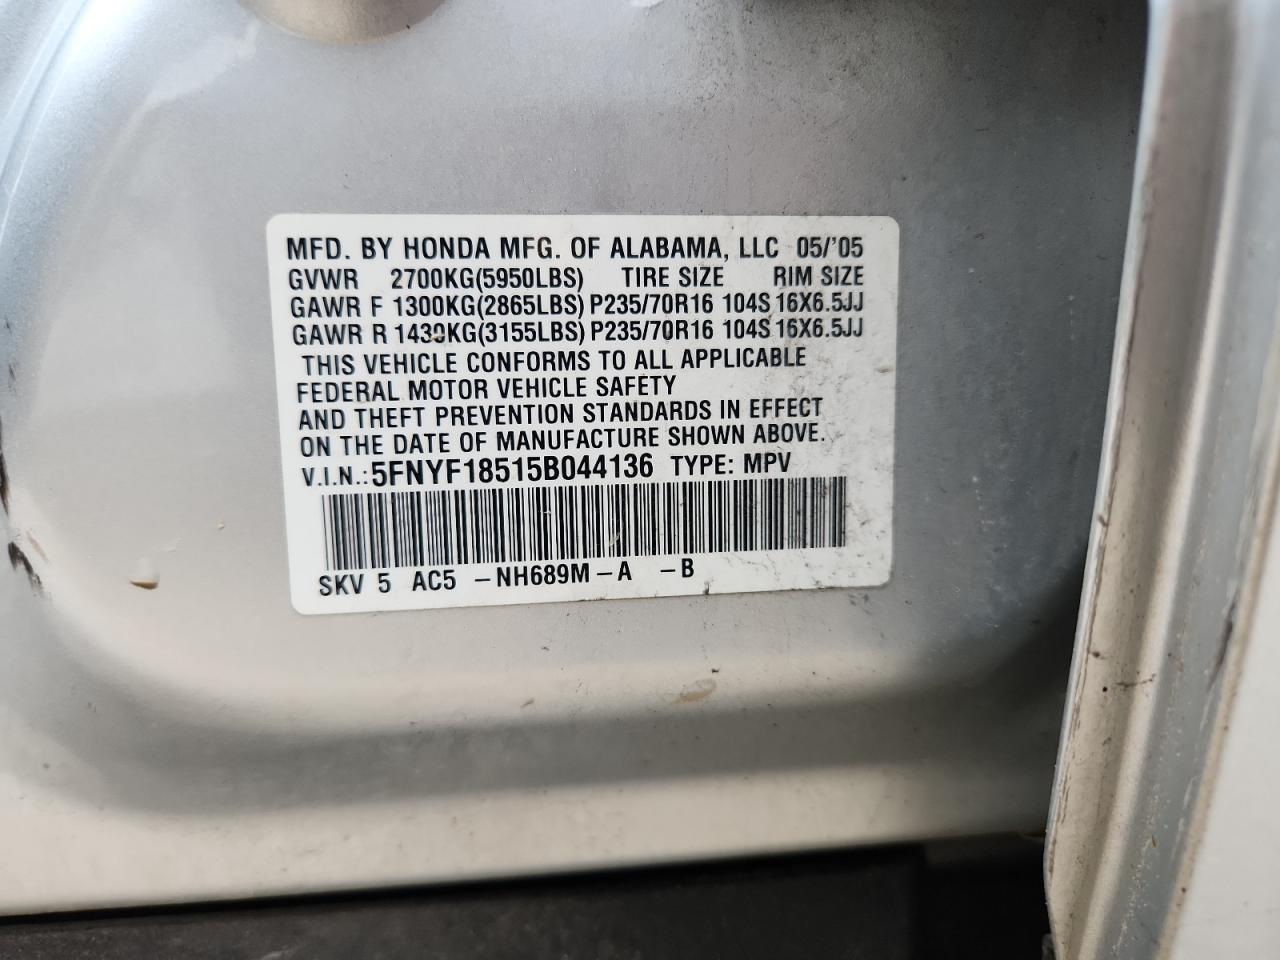 MFD. BY HONDA MFG. OF ALABAMA, LLC 05/'05
GVWR 2700KG(5950LBS) TIRE SIZE RIM SIZE
GAWR F 1300KG(2865LBS) P235/70R16 104S 16X6.5JJ
GAWR R 1430KG(3155LBS) P235/70R16 104S 16X6.5JJ
THIS VEHICLE CONFORMS TO ALL APPLICABLE
FEDERAL MOTOR VEHICLE SAFETY
AND THEFT PREVENTION STANDARDS IN EFFECT
ON THE DATE OF MANUFACTURE SHOWN ABOVE.
V.I.N.: 5FNYF18515B044136 TYPE: MPV
SKV 5 AC5 -NH689M-A -B